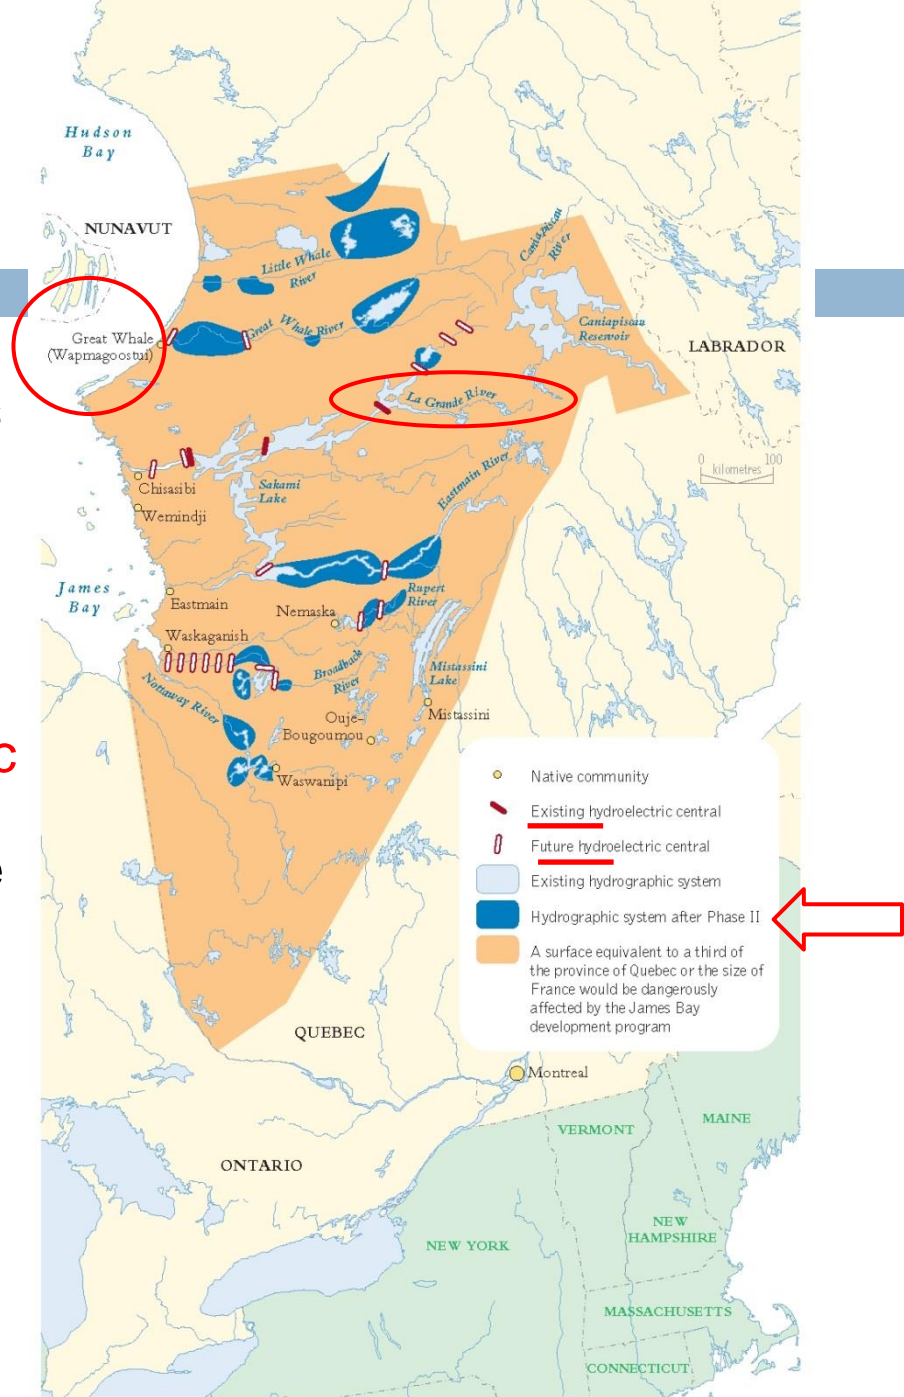 Hudson
Bay
NUNAVUT
Little Whale
River
Caniapiscau
River
Great Whale River
Great Whale
(Wapmagoostui)
Caniapiscau
Reservoir
LABRADOR
La Grande River
0 100
kilometres
Chisasibi
Sakami
Lake
Eastmain River
Wemindji
James
Bay
Eastmain
Rupert
River
Nemaska
Waskaganish
Broadback
River
Mistassini
Lake
Nottaway River
Mistassini
Ouje-
Bougoumou
Waswanipi
c
e
Native community
Existing hydroelectric central
Future hydroelectric central
Existing hydrographic system
Hydrographic system after Phase II
A surface equivalent to a third of
the province of Quebec or the size of
France would be dangerously
affected by the James Bay
development program
QUEBEC
Montreal
VERMONT
MAINE
ONTARIO
NEW YORK
NEW
HAMPSHIRE
MASSACHUSETTS
CONNECTICUT